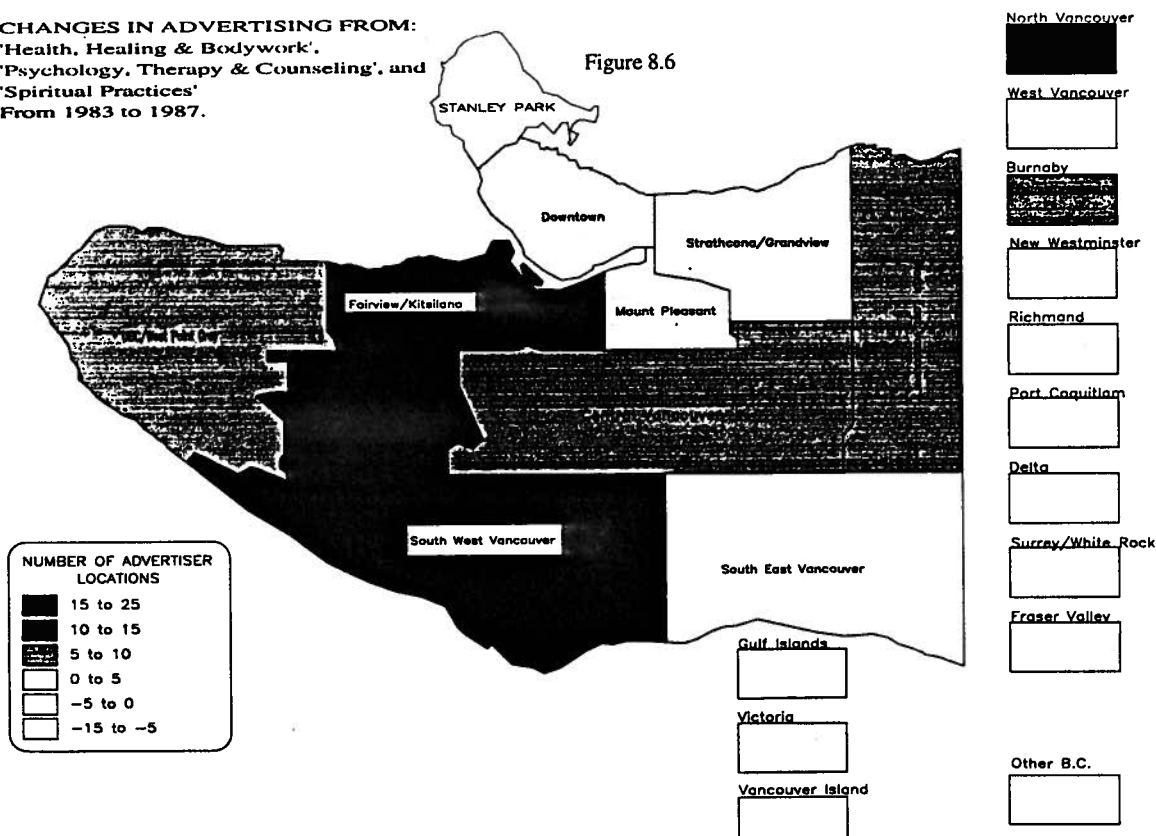 CHANGES IN ADVERTISING FROM:
'Health, Healing & Bodywork',
'Psychology, Therapy & Counseling', and
'Spiritual Practices'
From 1983 to 1987.
Figure 8.6
STANLEY PARK
Downtown
Strathcona/Grandview
Fairview/Kitsilano
Mount Pleasant
South West Vancouver
South East Vancouver
NUMBER OF ADVERTISER
LOCATIONS
15 to 25
10 to 15
5 to 10
0 to 5
-5 to 0
-15 to -5
Gulf Islands
Victoria
Vancouver Island
North Vancouver
West Vancouver
Burnaby
New Westminster
Richmand
Port Coquitlam
Delta
Surrey/White Rock
Fraser Valley
Other B.C.